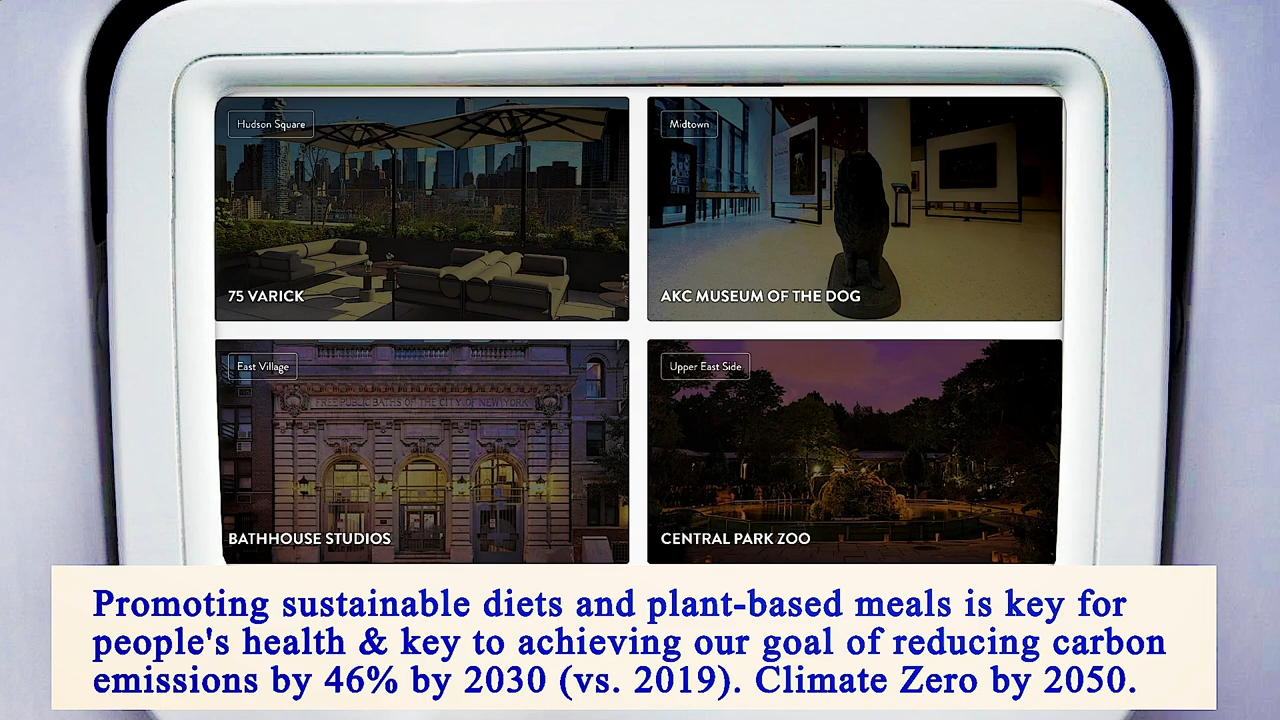 Hudson Square
75 VARICK
Midtown
AKC MUSEUM OF THE DOG
East Village
FREE PUBLIC BATHS OF THE CITY OF NEW YORK
BATHHOUSE STUDIOS
Upper East Side
CENTRAL PARK ZOO
Promoting sustainable diets and plant-based meals is key for
people's health & key to achieving our goal of reducing carbon
emissions by 46% by 2030 (vs. 2019). Climate Zero by 2050.